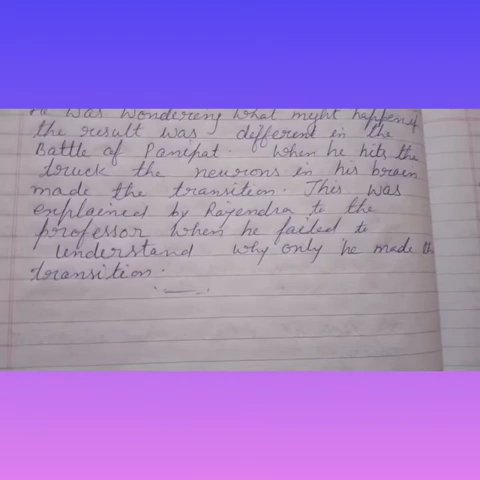 He was wondering what might happen if
the result was different in the
Battle of Panipat. When he hits the
truck the neurons in his brain
made the transition. This was
explained by Rajendra to the
professor when he failed to
understand why only he made th
transition.